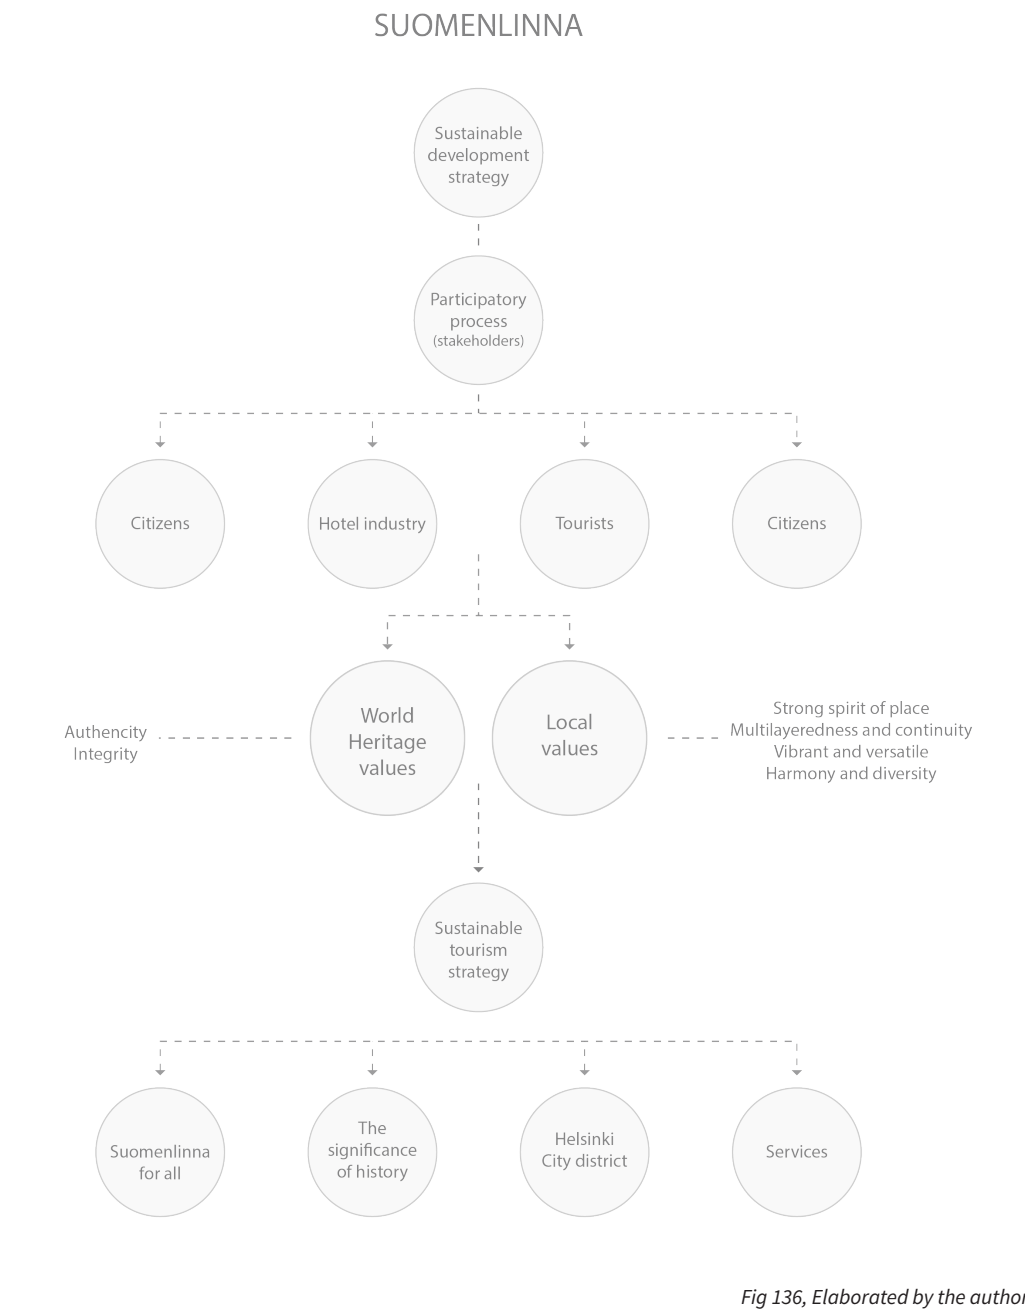 SUOMENLINNA
Sustainable
development
strategy
Participatory
process
(stakeholders)
Citizens
Hotel industry
Tourists
Citizens
World
Heritage
values
Local
values
Authencity
Integrity
Strong spirit of place
Multilayeredness and continuity
Vibrant and versatile
Harmony and diversity
Sustainable
tourism
strategy
Suomenlinna
for all
The
significance
of history
Helsinki
City district
Services
Fig 136, Elaborated by the author